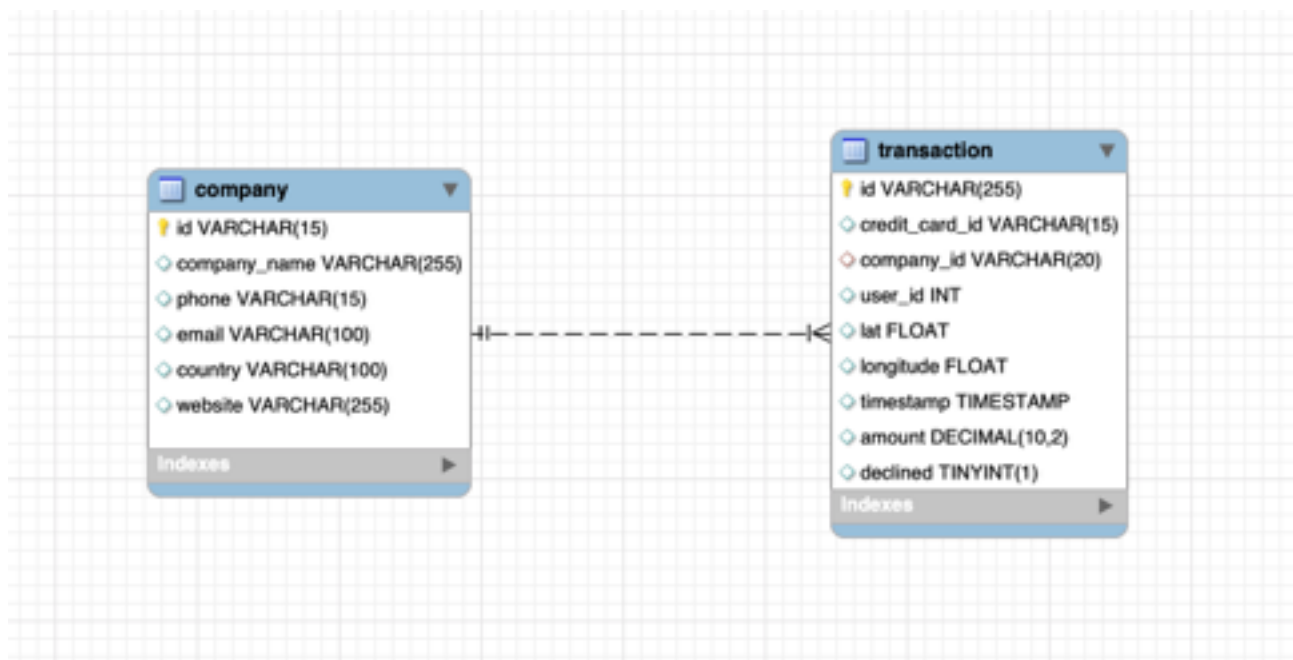 company
id VARCHAR(15)
company_name VARCHAR(255)
phone VARCHAR(15)
email VARCHAR(100)
country VARCHAR(100)
website VARCHAR(255)
Indexes
transaction
id VARCHAR(255)
credit_card_id VARCHAR(15)
company_id VARCHAR(20)
user_id INT
lat FLOAT
longitude FLOAT
timestamp TIMESTAMP
amount DECIMAL(10,2)
declined TINYINT(1)
Indexes